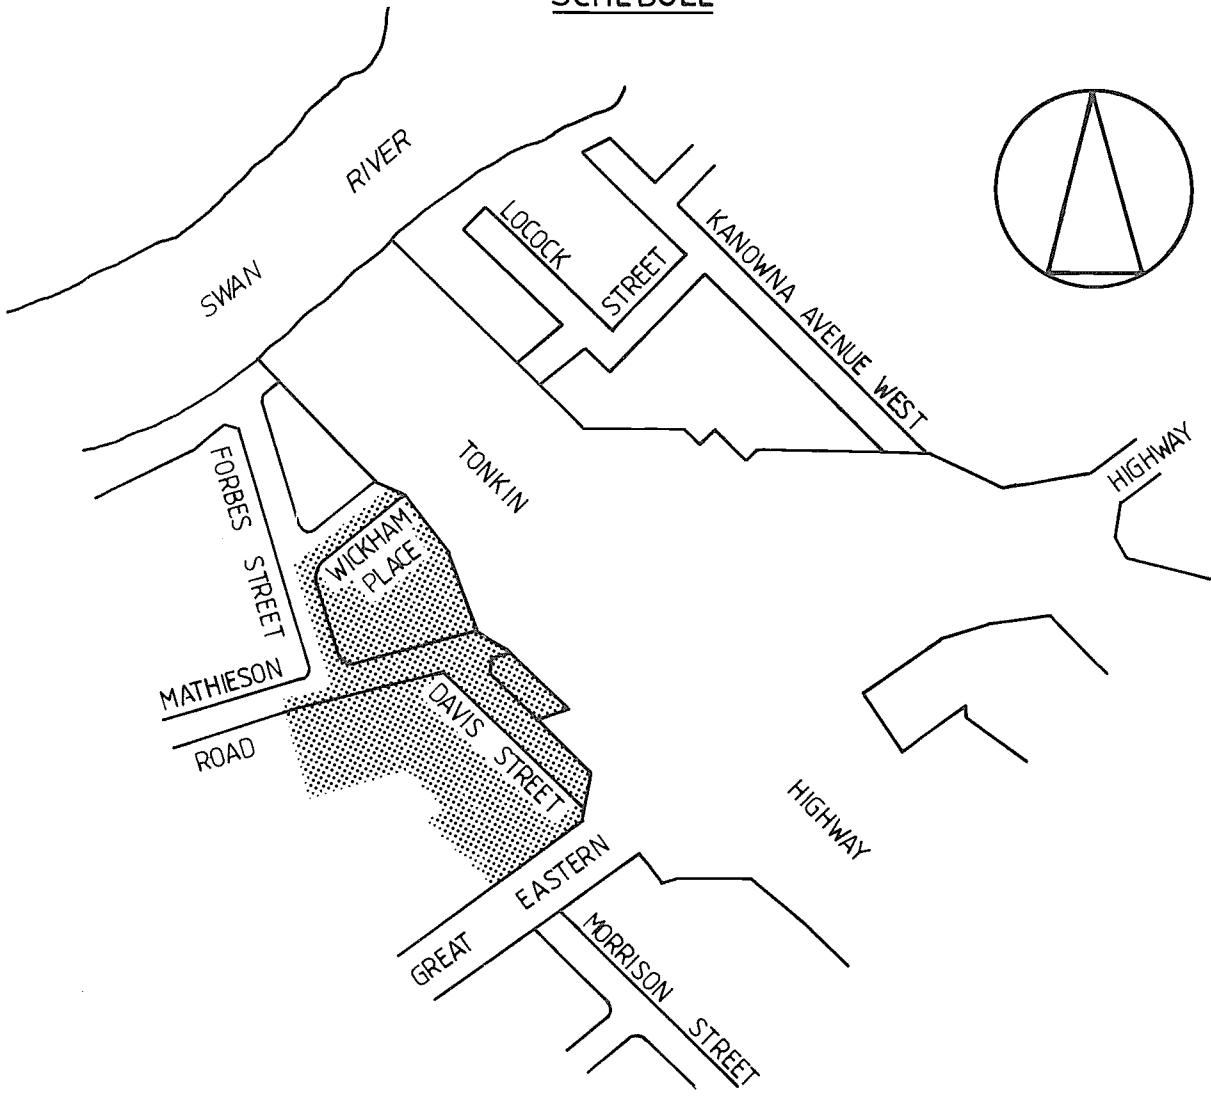 SCHEDULE
SWAN RIVER
LOCOCK STREET
KANOWNA AVENUE WEST
TONKIN HIGHWAY
HIGHWAY
FORBES STREET
WICKHAM
PLACE
MATHIESON ROAD
DAVIS STREET
GREAT EASTERN
MORRISON STREET